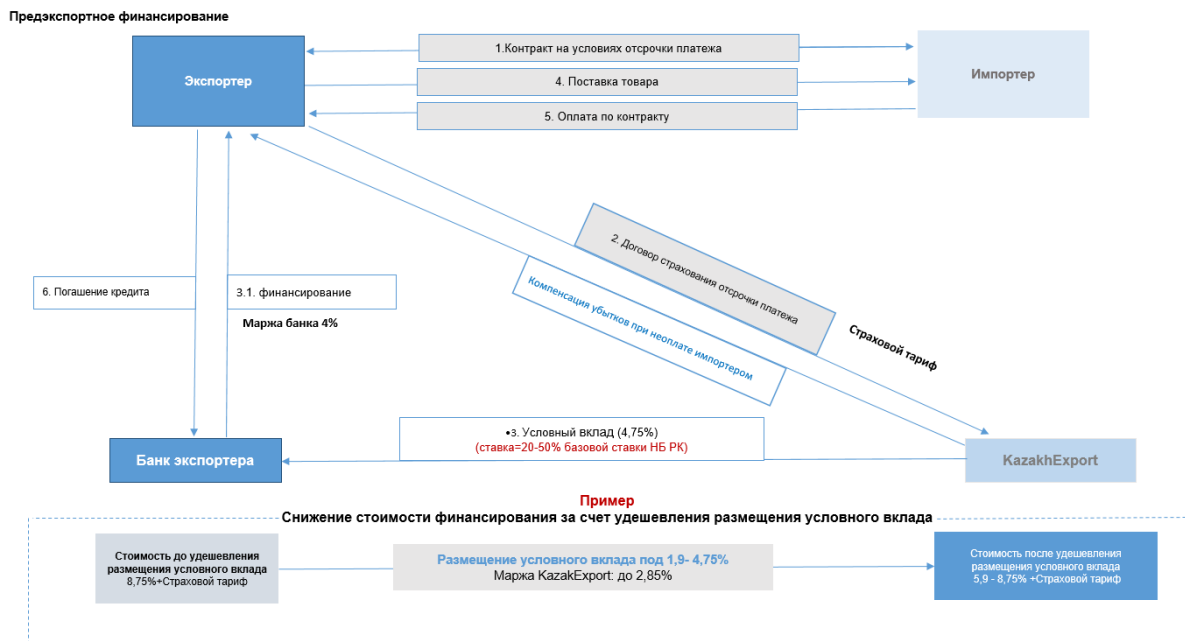 Предэкспортное финансирование
Экспортер
1.Контракт на условиях отсрочки платежа
Импортер
4. Поставка товара
5. Оплата по контракту
2. Договор страхования отсрочки платежа
Компенсация убытков при неоплате импортером
Страховой тариф
6. Погашение кредита
3.1. финансирование
Маржа банка 4%
•3. Условный вклад (4,75%)
(ставка=20-50% базовой ставки НБ РК)
Банк экспортера
KazakhExport
Пример
Снижение стоимости финансирования за счет удешевления размещения условного вклада
Стоимость до удешевления
размещения условного вклада
8,75%+Страховой тариф
Размещение условного вклада под 1,9- 4,75%
Маржа KazakExport: до 2,85%
Стоимость после удешевления
размещения условного вклада
5,9 - 8,75% +Страховой тариф